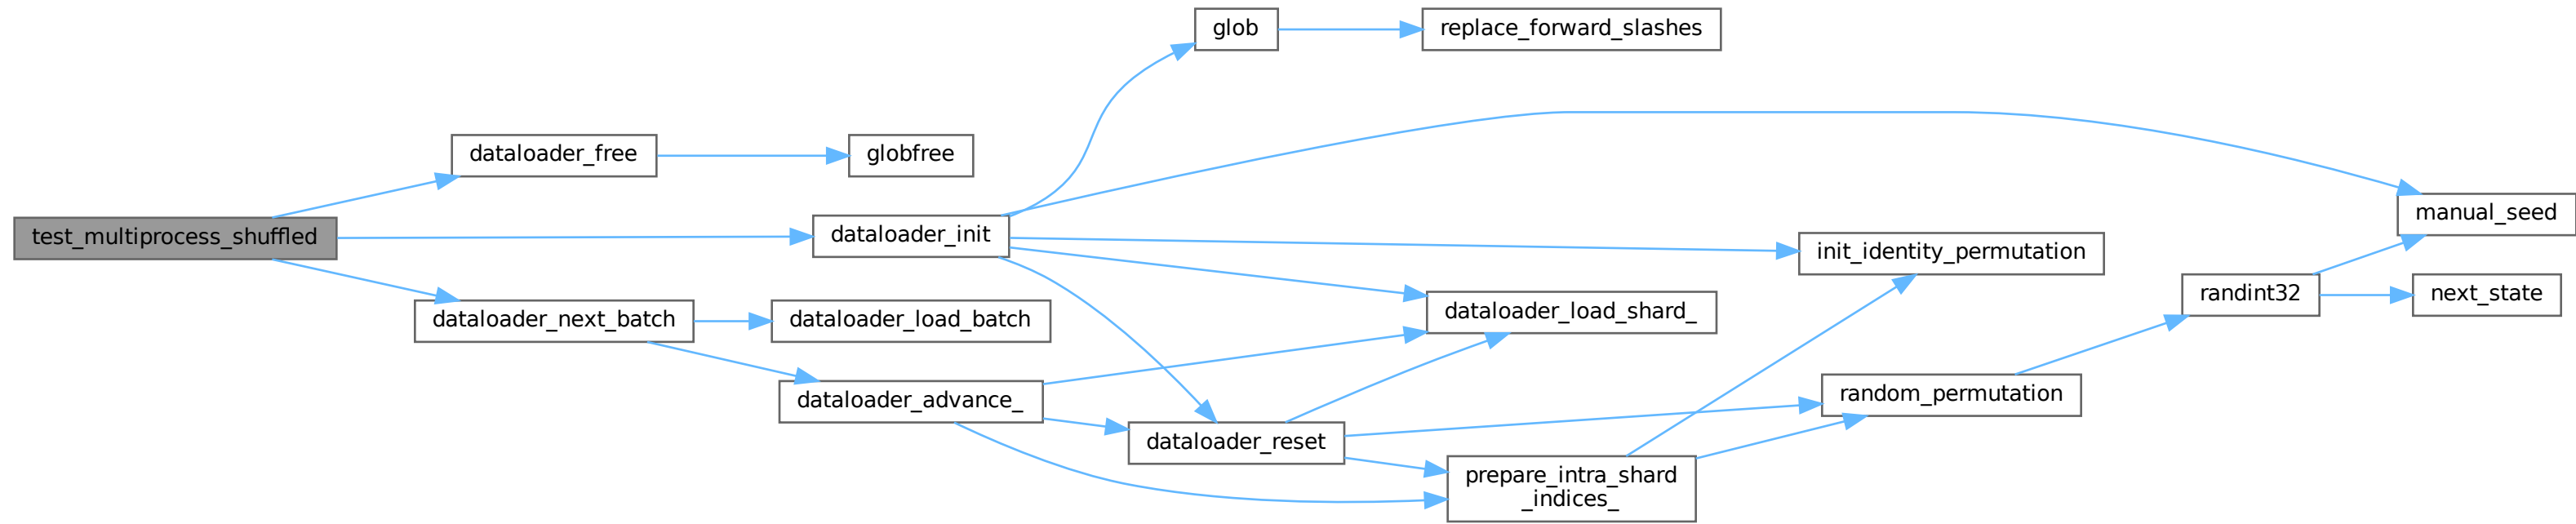 glob
replace_forward_slashes
dataloader_free
globfree
manual_seed
test_multiprocess_shuffled
dataloader_init
init_identity_permutation
dataloader_next_batch
dataloader_load_batch
dataloader_load_shard_
randint32
next_state
dataloader_advance_
random_permutation
dataloader_reset
prepare_intra_shard
_indices_